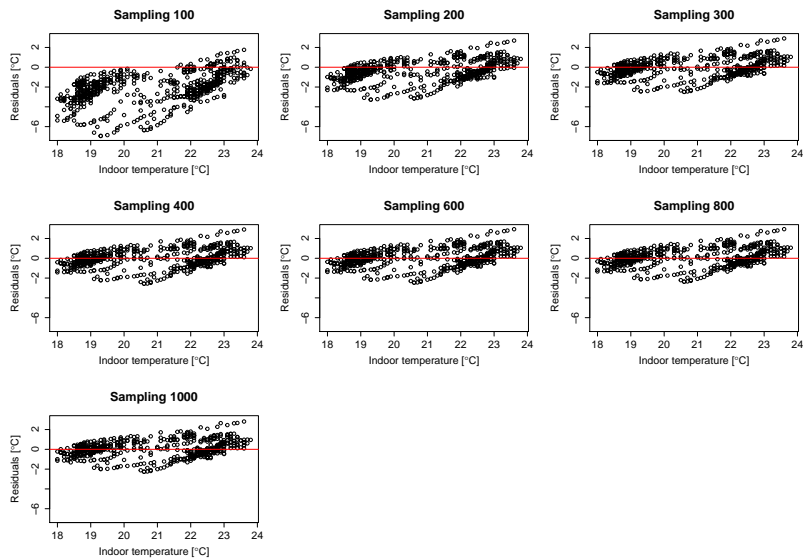 Sampling 100
Residuals [°C]
2
0
−2
−6
18 19 20 21 22 23 24
Indoor temperature [°C]
Sampling 200
Residuals [°C]
2
0
−2
−6
18 19 20 21 22 23 24
Indoor temperature [°C]
Sampling 300
Residuals [°C]
2
0
−2
−6
18 19 20 21 22 23 24
Indoor temperature [°C]
Sampling 400
Residuals [°C]
2
0
−2
−6
18 19 20 21 22 23 24
Indoor temperature [°C]
Sampling 600
Residuals [°C]
2
0
−2
−6
18 19 20 21 22 23 24
Indoor temperature [°C]
Sampling 800
Residuals [°C]
2
0
−2
−6
18 19 20 21 22 23 24
Indoor temperature [°C]
Sampling 1000
Residuals [°C]
2
0
−2
−6
18 19 20 21 22 23 24
Indoor temperature [°C]